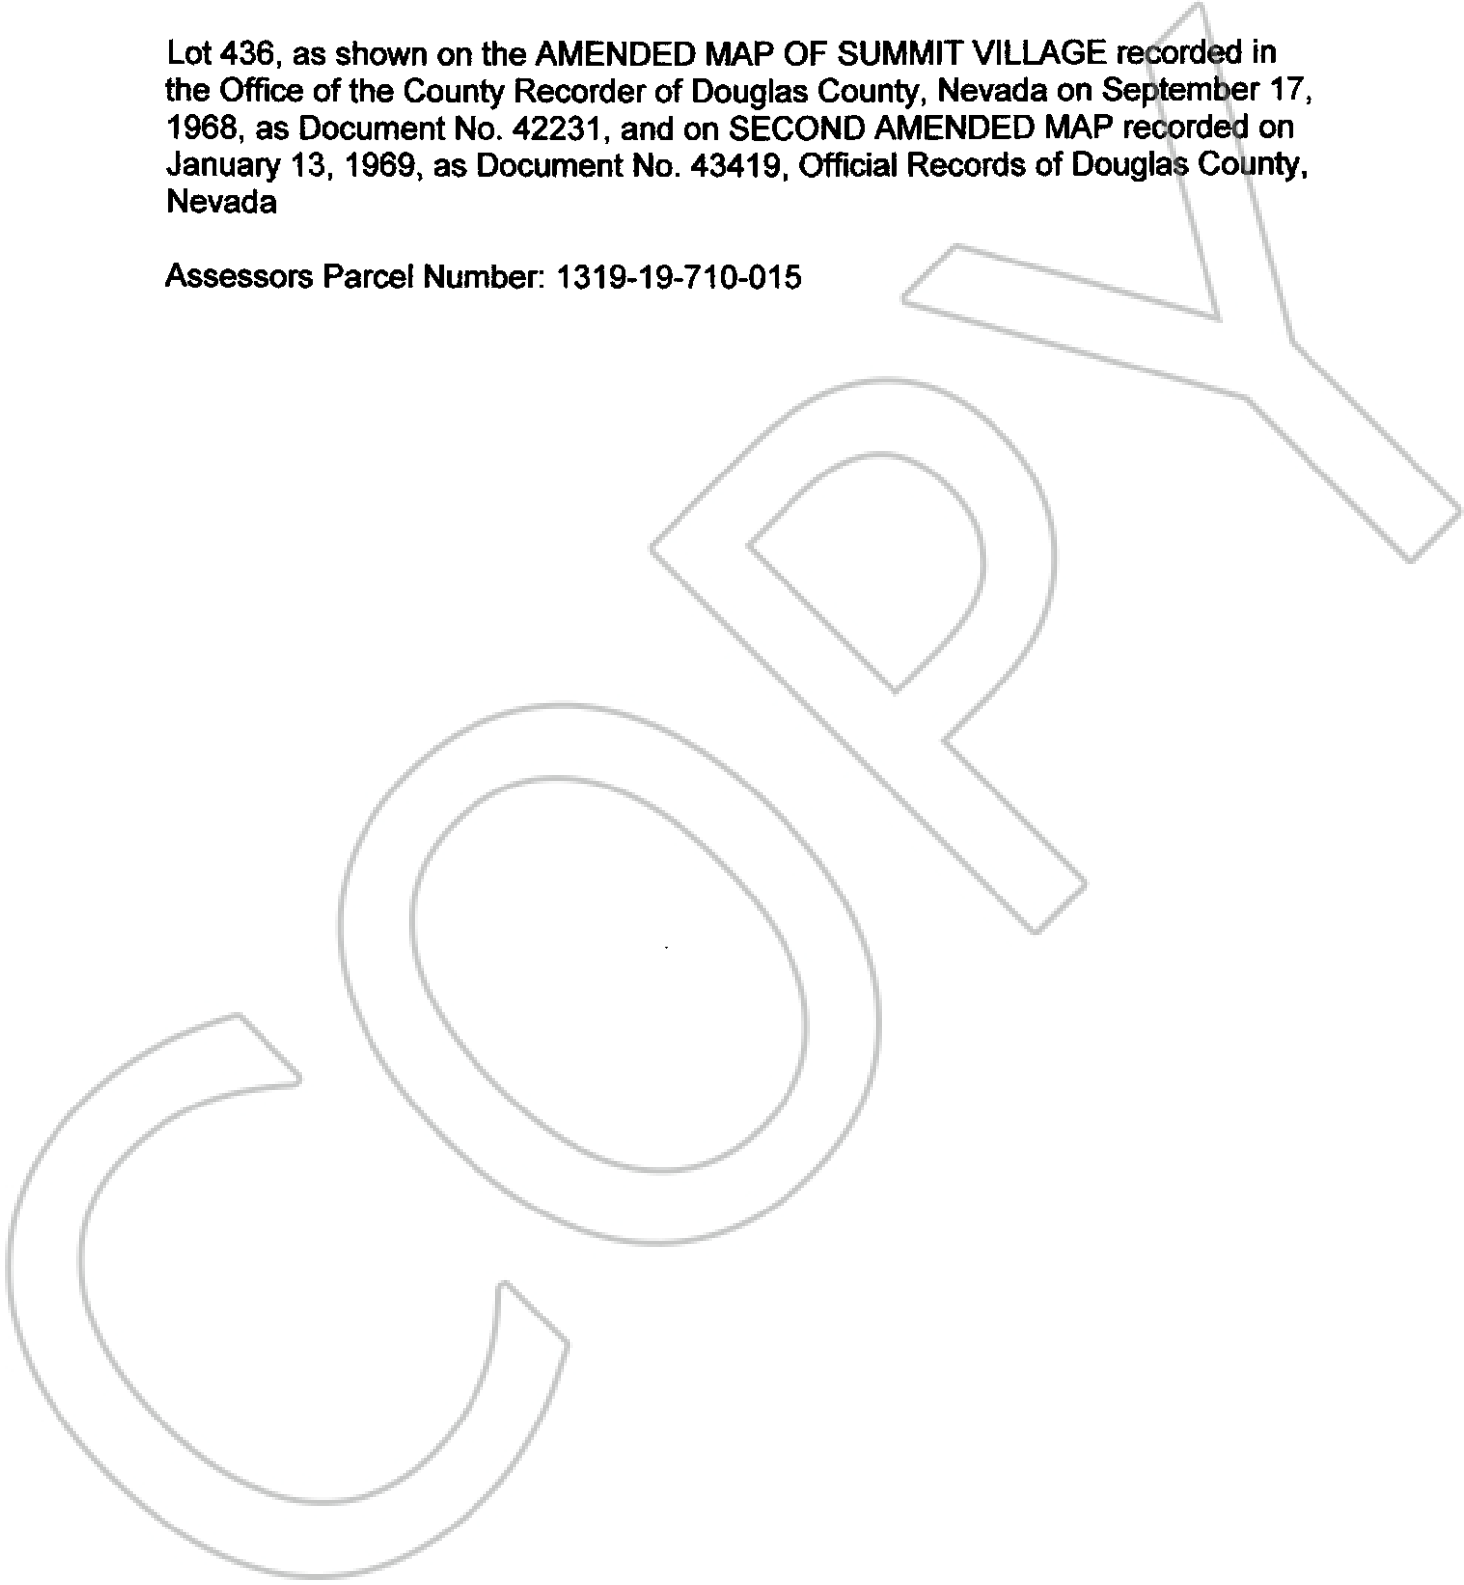 Lot 436, as shown on the AMENDED MAP OF SUMMIT VILLAGE recorded in
the Office of the County Recorder of Douglas County, Nevada on September 17,
1968, as Document No. 42231, and on SECOND AMENDED MAP recorded on
January 13, 1969, as Document No. 43419, Official Records of Douglas County,
Nevada
Assessors Parcel Number: 1319-19-710-015
COPY